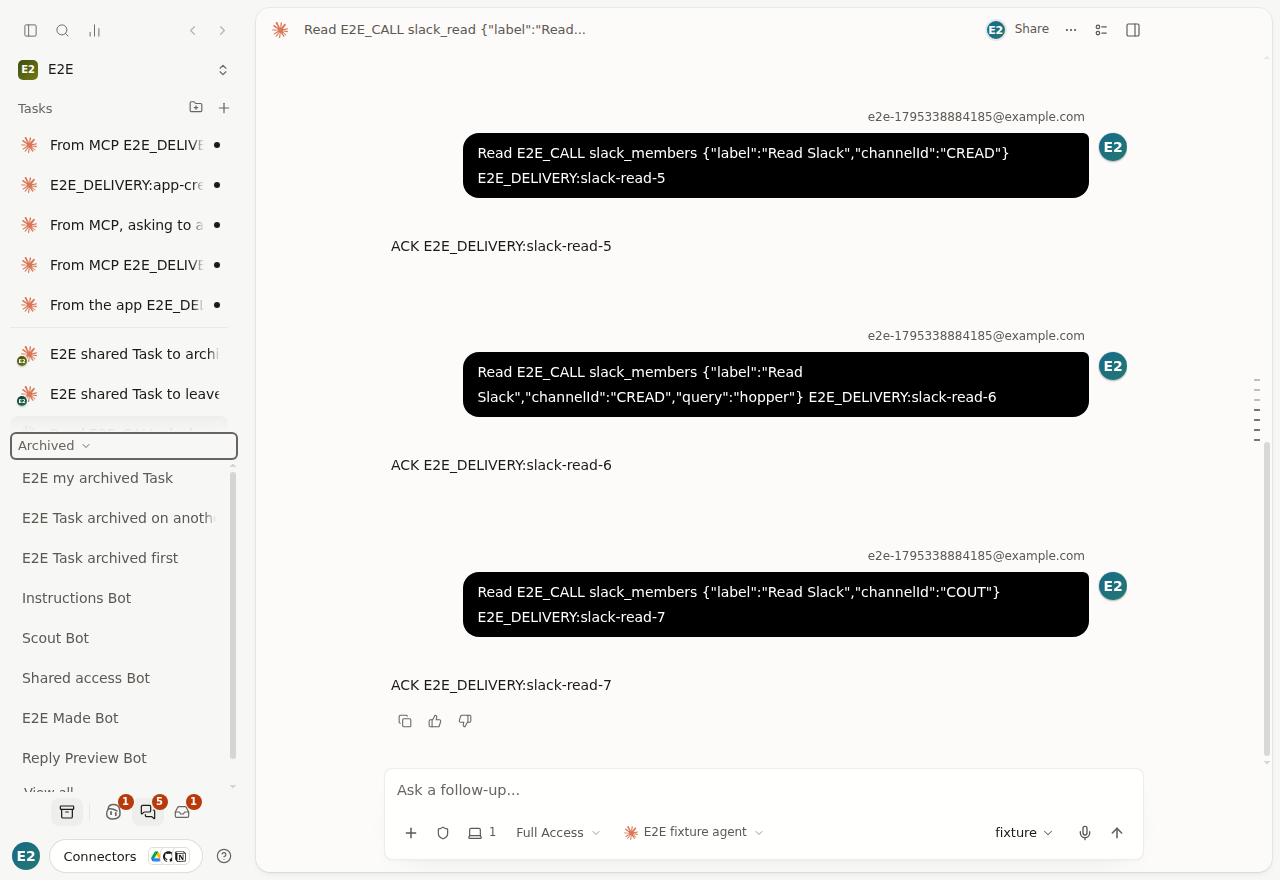 Read E2E_CALL slack_read {"label":"Read...
E2 Share
E2 E2E
Tasks
From MCP E2E_DELIVE
E2E_DELIVERY:app-cre
From MCP, asking to a
From MCP E2E_DELIVE
From the app E2E_DEL
E2E shared Task to archi
E2E shared Task to leave
Archived
E2E my archived Task
E2E Task archived on anoth
E2E Task archived first
Instructions Bot
Scout Bot
Shared access Bot
E2E Made Bot
Reply Preview Bot
View all
1 5 1
E2 Connectors
e2e-1795338884185@example.com
Read E2E_CALL slack_members {"label":"Read Slack","channelId":"CREAD"}
E2E_DELIVERY:slack-read-5
E2
ACK E2E_DELIVERY:slack-read-5
e2e-1795338884185@example.com
Read E2E_CALL slack_members {"label":"Read
Slack","channelId":"CREAD","query":"hopper"} E2E_DELIVERY:slack-read-6
E2
ACK E2E_DELIVERY:slack-read-6
e2e-1795338884185@example.com
Read E2E_CALL slack_members {"label":"Read Slack","channelId":"COUT"}
E2E_DELIVERY:slack-read-7
E2
ACK E2E_DELIVERY:slack-read-7
Ask a follow-up...
1 Full Access E2E fixture agent fixture